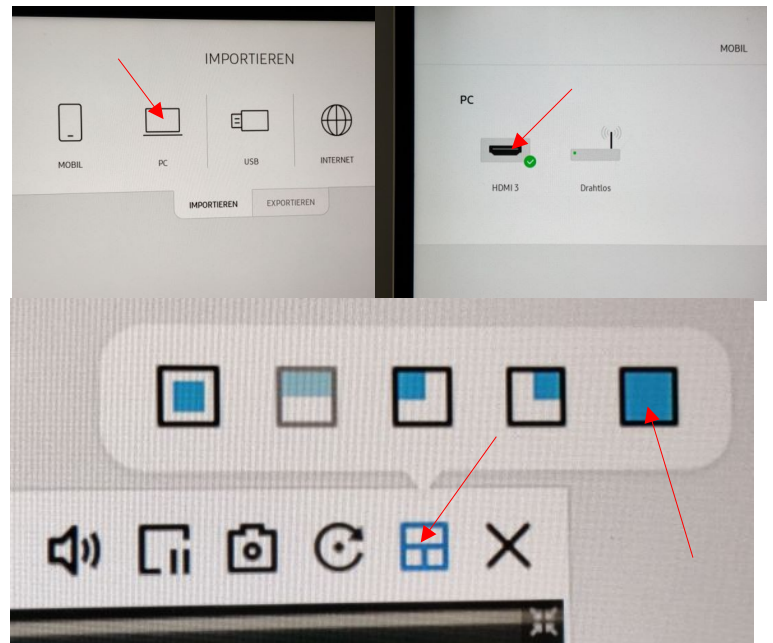 IMPORTIEREN
MOBIL
PC
USB
INTERNET
IMPORTIEREN
EXPORTIEREN
MOBIL
PC
HDMI 3
Drahtlos